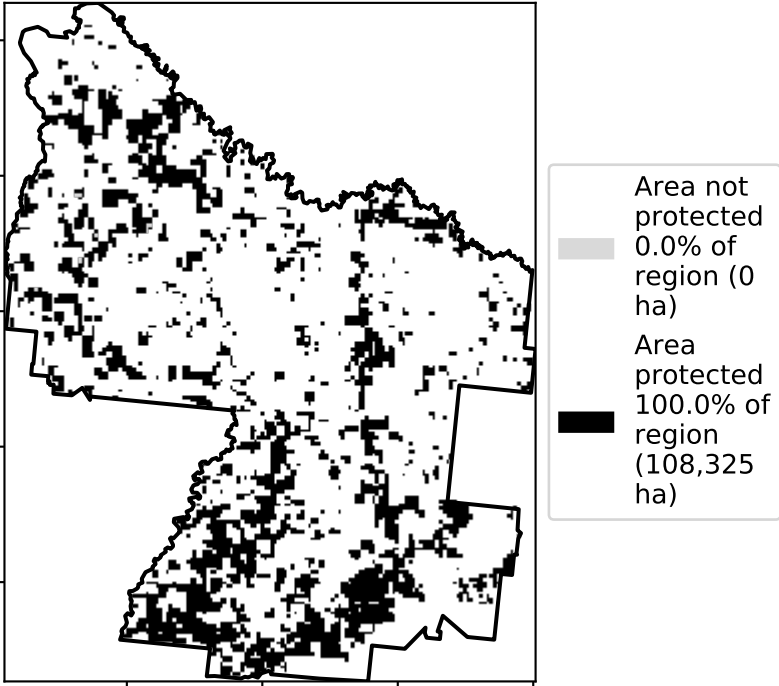 Area not
protected
0.0% of
region (0
ha)
Area
protected
100.0% of
region
(108,325
ha)